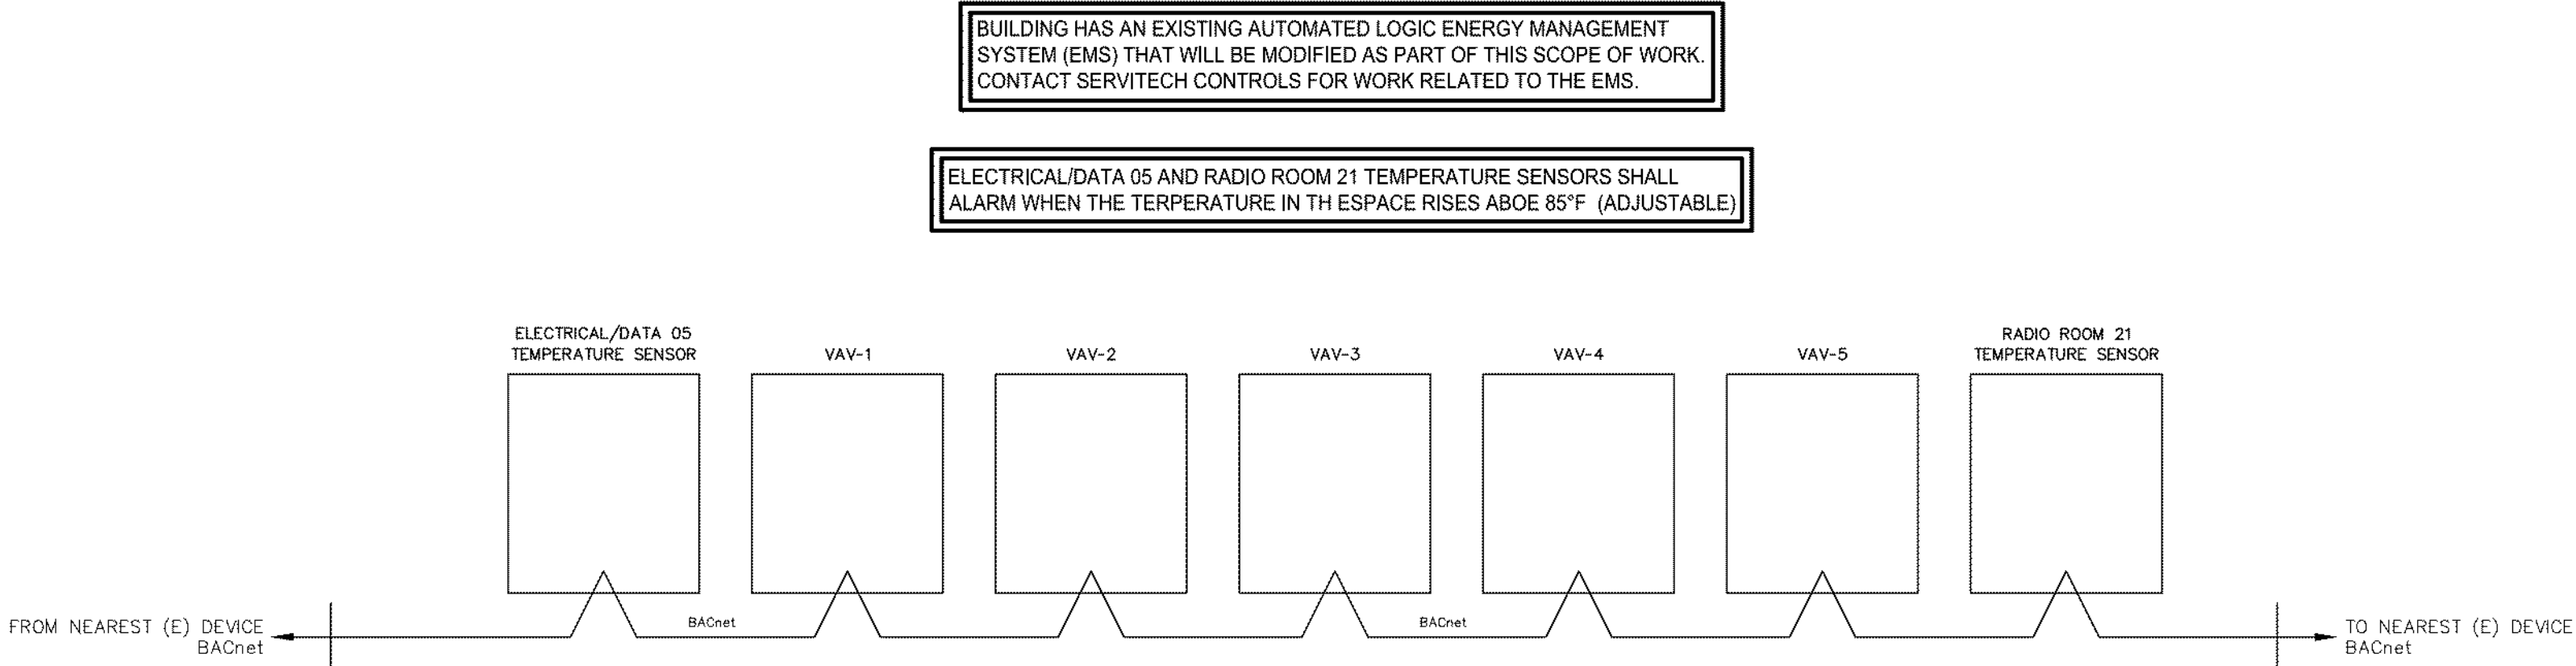 BUILDING HAS AN EXISTING AUTOMATED LOGIC ENERGY MANAGEMENT
SYSTEM (EMS) THAT WILL BE MODIFIED AS PART OF THIS SCOPE OF WORK.
CONTACT SERVITECH CONTROLS FOR WORK RELATED TO THE EMS.
ELECTRICAL/DATA 05 AND RADIO ROOM 21 TEMPERATURE SENSORS SHALL
ALARM WHEN THE TERPERATURE IN TH ESPACE RISES ABOE 85°F (ADJUSTABLE)
ELECTRICAL/DATA 05
TEMPERATURE SENSOR
VAV-1
VAV-2
VAV-3
VAV-4
VAV-5
RADIO ROOM 21
TEMPERATURE SENSOR
FROM NEAREST (E) DEVICE
BACnet
BACnet
BACnet
TO NEAREST (E) DEVICE
BACnet